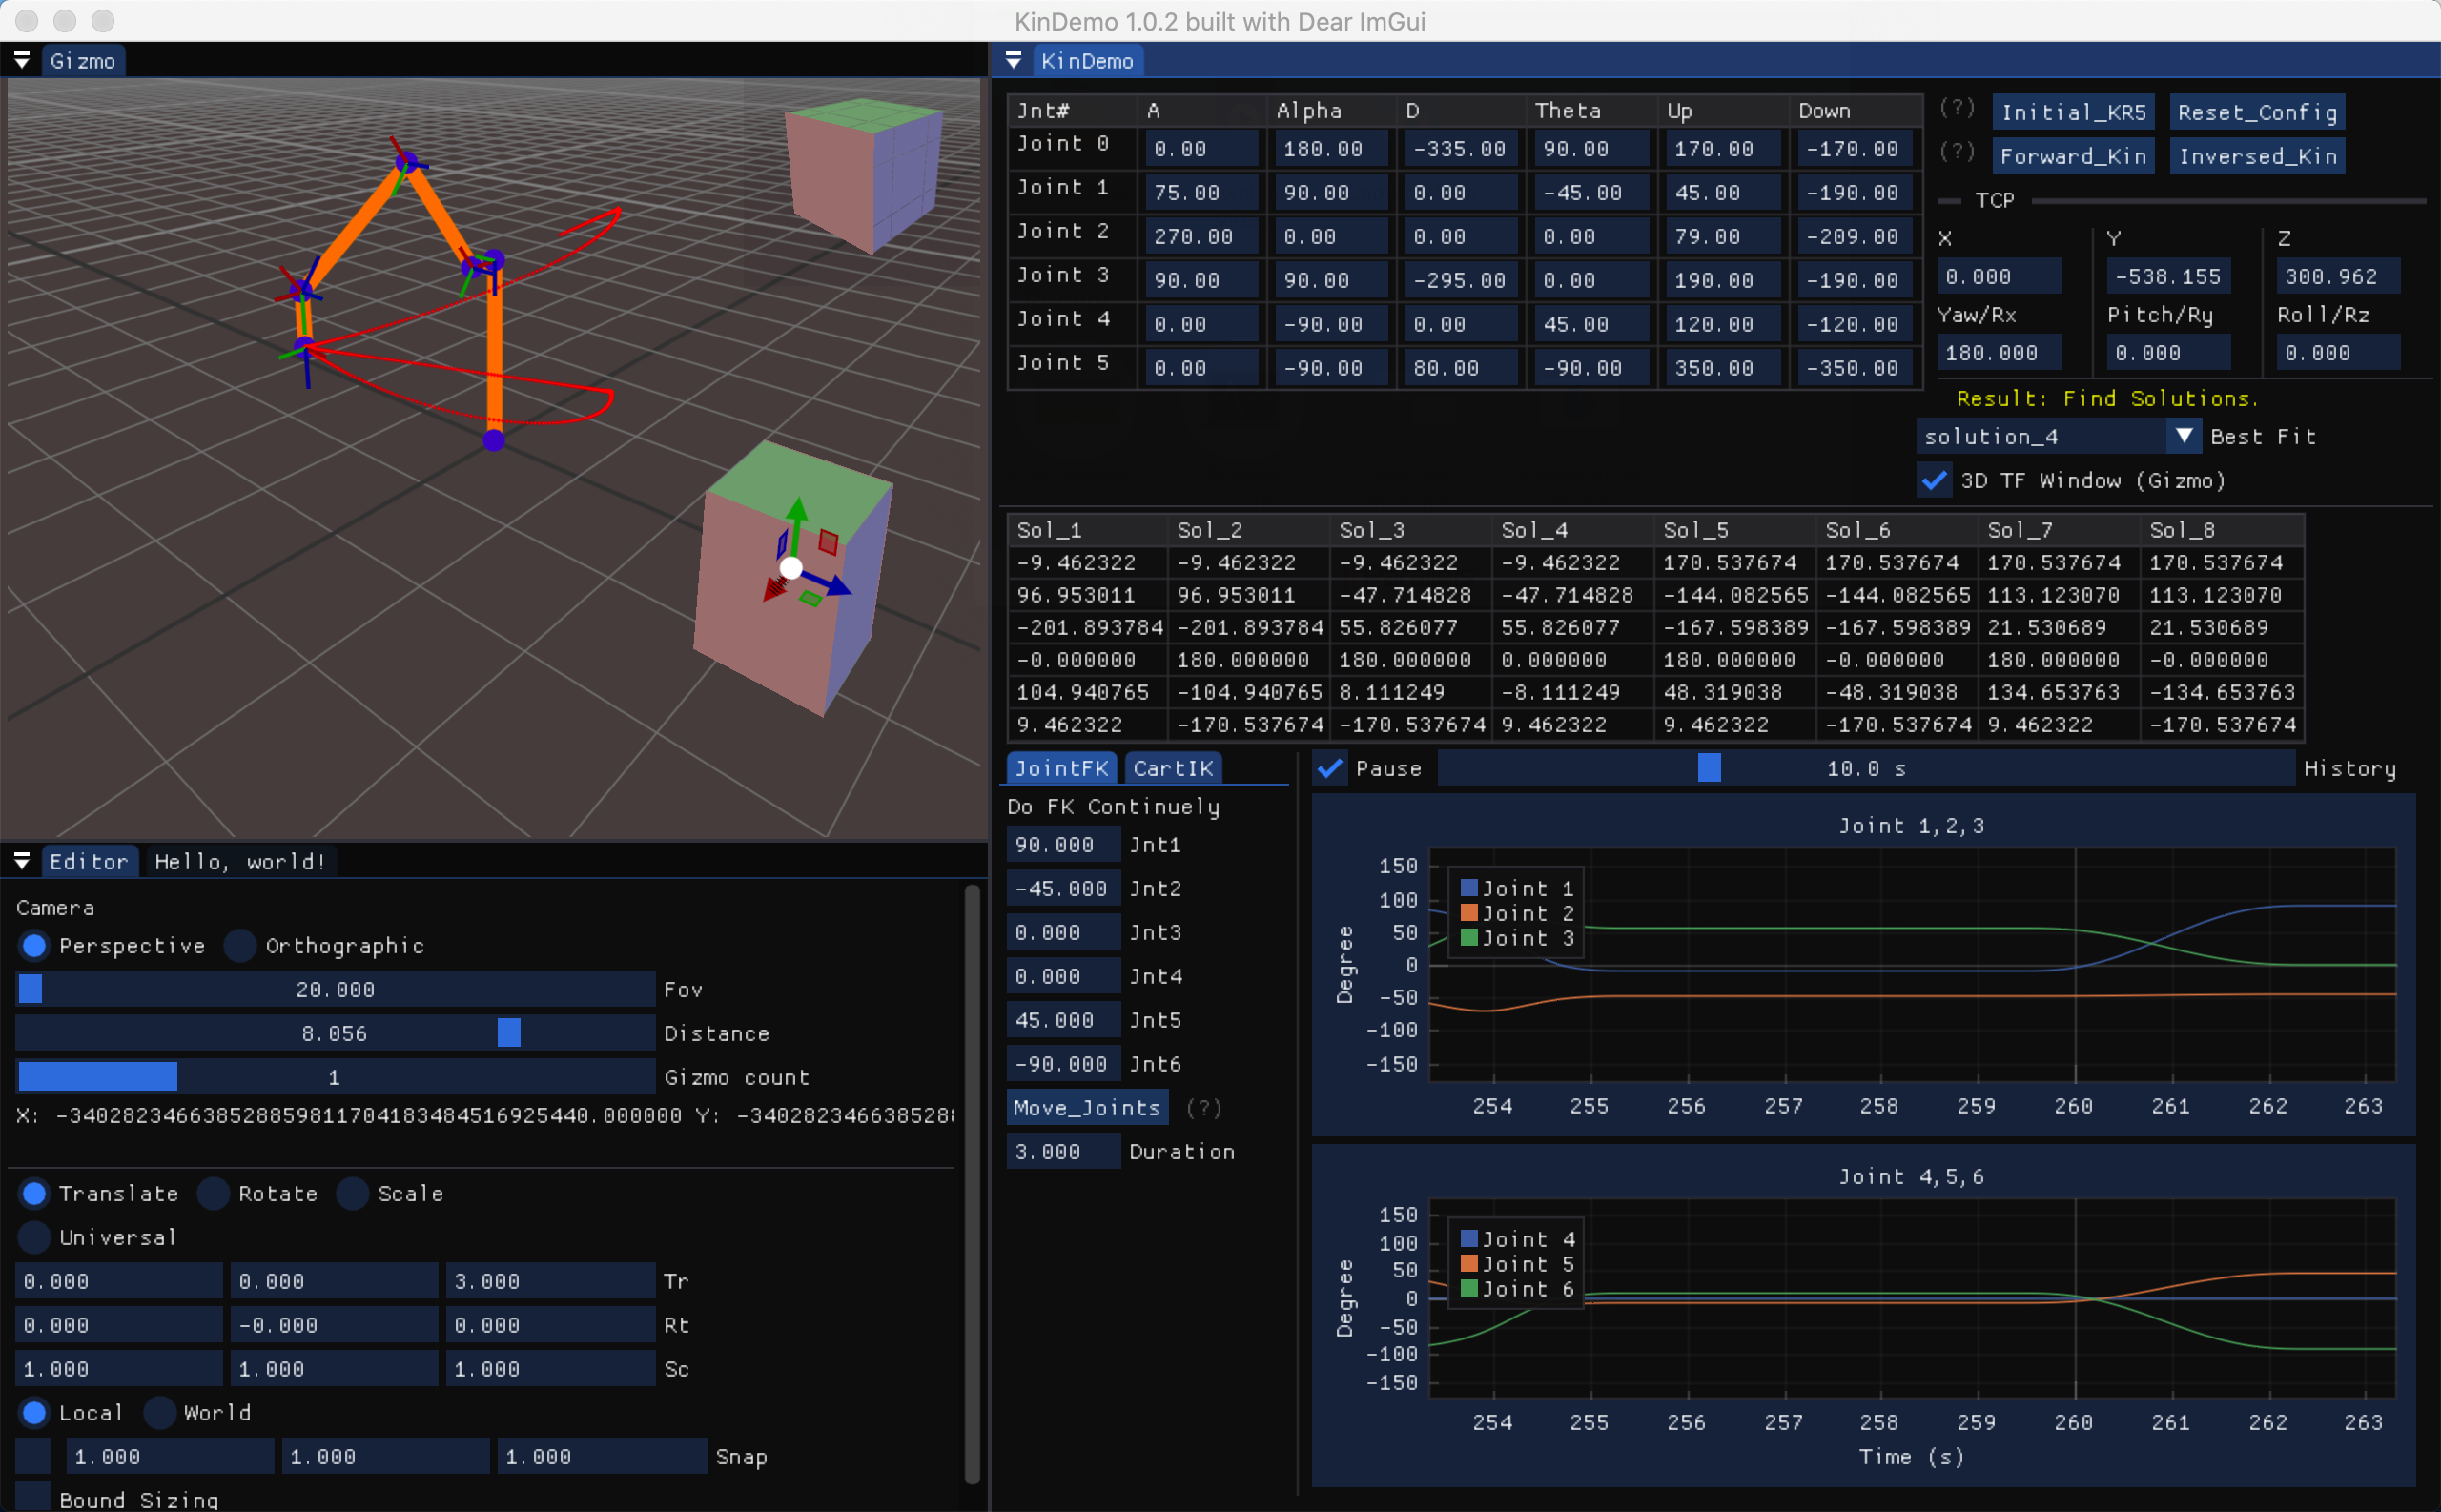 KinDemo 1.0.2 built with Dear ImGui
Gizmo
KinDemo
Jnt# A Alpha D Theta Up Down
Joint 0 0.00 180.00 -335.00 90.00 170.00 -170.00
Joint 1 75.00 90.00 0.00 -45.00 45.00 -190.00
Joint 2 270.00 0.00 0.00 0.00 79.00 -209.00
Joint 3 90.00 90.00 -295.00 0.00 190.00 -190.00
Joint 4 0.00 -90.00 0.00 45.00 120.00 -120.00
Joint 5 0.00 -90.00 80.00 -90.00 350.00 -350.00
(?) Initial_KR5 Reset_Config
(?) Forward_Kin Inversed_Kin
TCP
X Y Z
0.000 -538.155 300.962
Yaw/Rx Pitch/Ry Roll/Rz
180.000 0.000 0.000
Result: Find Solutions.
solution_4 Best Fit
3D TF Window (Gizmo)
Sol_1 Sol_2 Sol_3 Sol_4 Sol_5 Sol_6 Sol_7 Sol_8
-9.462322 -9.462322 -9.462322 -9.462322 170.537674 170.537674 170.537674 170.537674
96.953011 96.953011 -47.714828 -47.714828 -144.082565 -144.082565 113.123070 113.123070
-201.893784 -201.893784 55.826077 55.826077 -167.598389 -167.598389 21.530689 21.530689
-0.000000 180.000000 180.000000 0.000000 180.000000 -0.000000 180.000000 -0.000000
104.940765 -104.940765 8.111249 -8.111249 48.319038 -48.319038 134.653763 -134.653763
9.462322 -170.537674 -170.537674 9.462322 9.462322 -170.537674 9.462322 -170.537674
JointFK CartIK
Do FK Continuely
90.000 Jnt1
-45.000 Jnt2
0.000 Jnt3
0.000 Jnt4
45.000 Jnt5
-90.000 Jnt6
Move_Joints (?)
3.000 Duration
Pause 10.0 s History
Joint 1,2,3
Degree
150
100
50
0
-50
-100
-150
Joint 1
Joint 2
Joint 3
254 255 256 257 258 259 260 261 262 263
Joint 4,5,6
Degree
150
100
50
0
-50
-100
-150
Joint 4
Joint 5
Joint 6
254 255 256 257 258 259 260 261 262 263
Time (s)
Editor Hello, world!
Camera
Perspective Orthographic
20.000 Fov
8.056 Distance
1 Gizmo count
X: -340282346638528859811704183484516925440.000000 Y: -3402823466385288
Translate Rotate Scale
Universal
0.000 0.000 3.000 Tr
0.000 -0.000 0.000 Rt
1.000 1.000 1.000 Sc
Local World
1.000 1.000 1.000 Snap
Bound Sizing